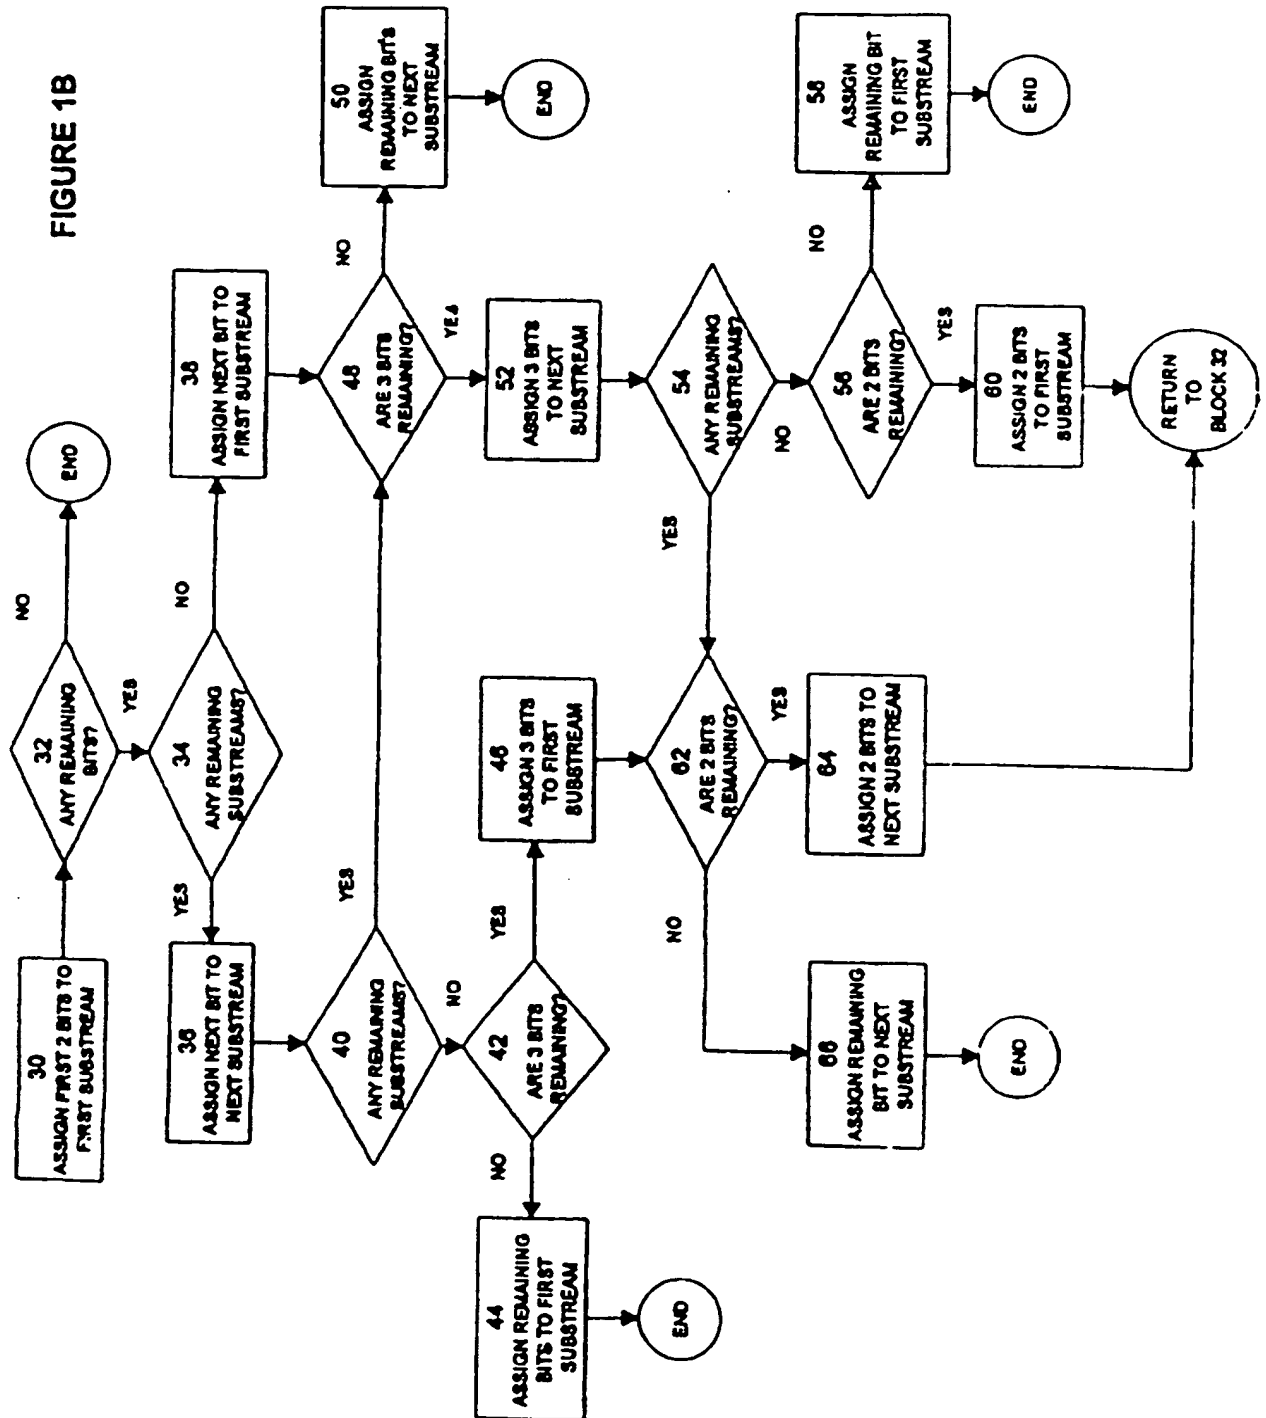 FIGURE 1B
30
ASSIGN FIRST 2 BITS TO
FIRST SUBSTREAM
32
ANY REMAINING
BITS?
NO
END
YES
34
ANY REMAINING
SUBSTREAMS?
YES
NO
36
ASSIGN NEXT BIT TO
NEXT SUBSTREAM
38
ASSIGN NEXT BIT TO
FIRST SUBSTREAM
40
ANY REMAINING
SUBSTREAMS?
YES
NO
48
ARE 3 BITS
REMAINING?
NO
YES
50
ASSIGN
REMAINING BITS
TO NEXT
SUBSTREAM
END
42
ARE 3 BITS
REMAINING?
NO
YES
44
ASSIGN REMAINING
BITS TO FIRST
SUBSTREAM
END
46
ASSIGN 3 BITS
TO FIRST
SUBSTREAM
52
ASSIGN 3 BITS
TO NEXT
SUBSTREAM
54
ANY REMAINING
SUBSTREAMS?
YES
NO
62
ARE 2 BITS
REMAINING?
NO
YES
56
ARE 2 BITS
REMAINING?
NO
YES
58
ASSIGN
REMAINING BIT
TO FIRST
SUBSTREAM
END
66
ASSIGN REMAINING
BIT TO NEXT
SUBSTREAM
END
64
ASSIGN 2 BITS TO
NEXT SUBSTREAM
60
ASSIGN 2 BITS
TO FIRST
SUBSTREAM
RETURN
TO
BLOCK 32